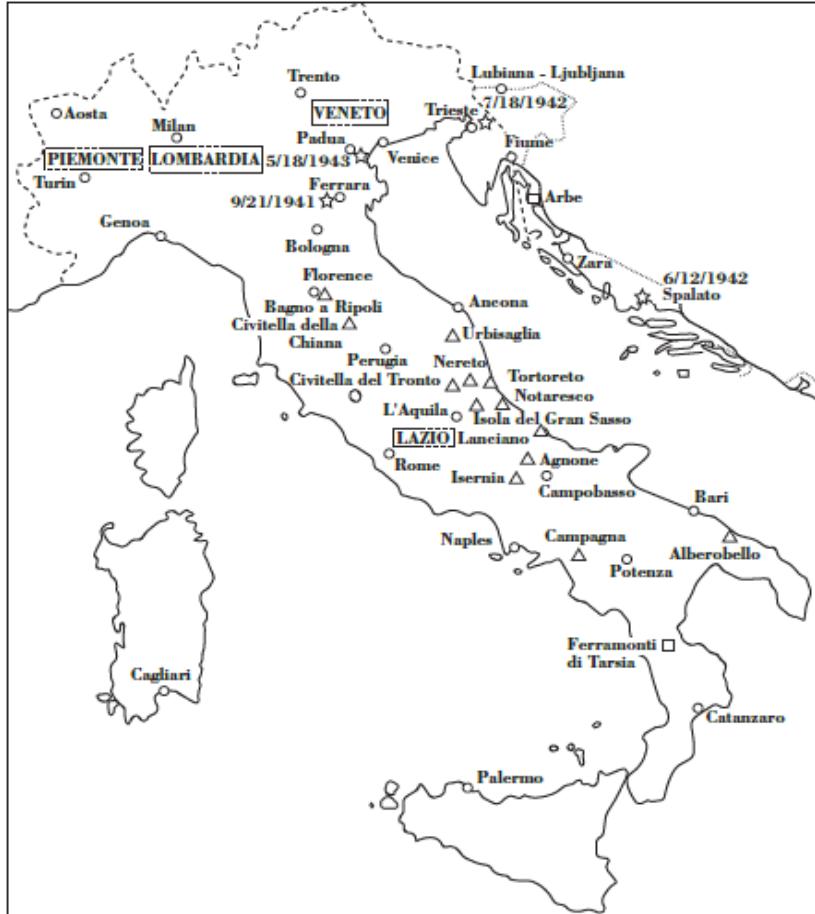 Lubiana - Ljubljana
Trento
7/18/1942
Aosta
VENETO
Trieste
Milan
Padua
Fiume
PIEMONTE
LOMBARDIA
5/18/1943
Venice
Turin
Ferrara
9/21/1941
Arbe
Genoa
Bologna
Zara
6/12/1942
Florence
Spalato
Bagno a Ripoli
Ancona
Civitella della
Chiana
Urbisaglia
Perugia
Nereto
Civitella del Tronto
Tortoreto
Notaresco
L'Aquila
Isola del Gran Sasso
LAZIO
Lanciano
Rome
Agnone
Isernia
Campobasso
Bari
Naples
Campagna
Alberobello
Potenza
Ferramonti
di Tarsia
Cagliari
Catanzaro
Palermo